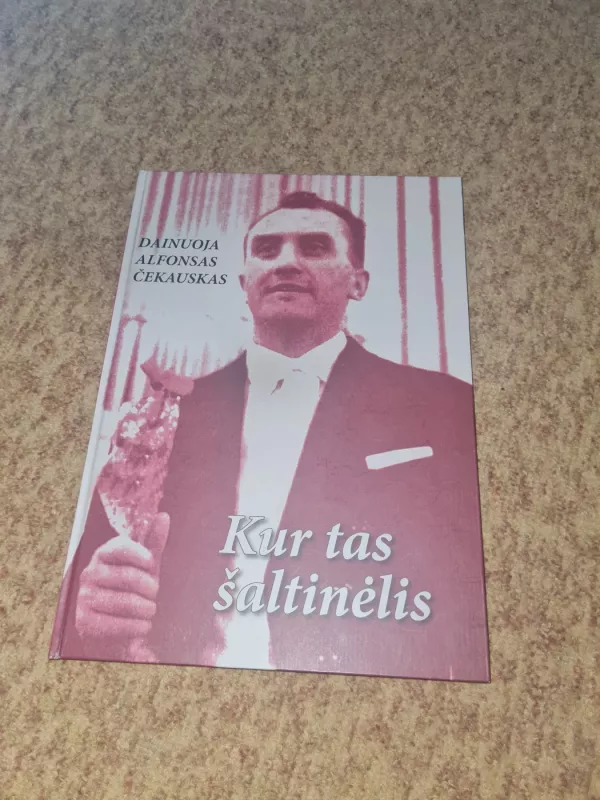 DAINUOJA
ALFONSAS
ČEKAUSKAS
Kur tas
šaltinėlis